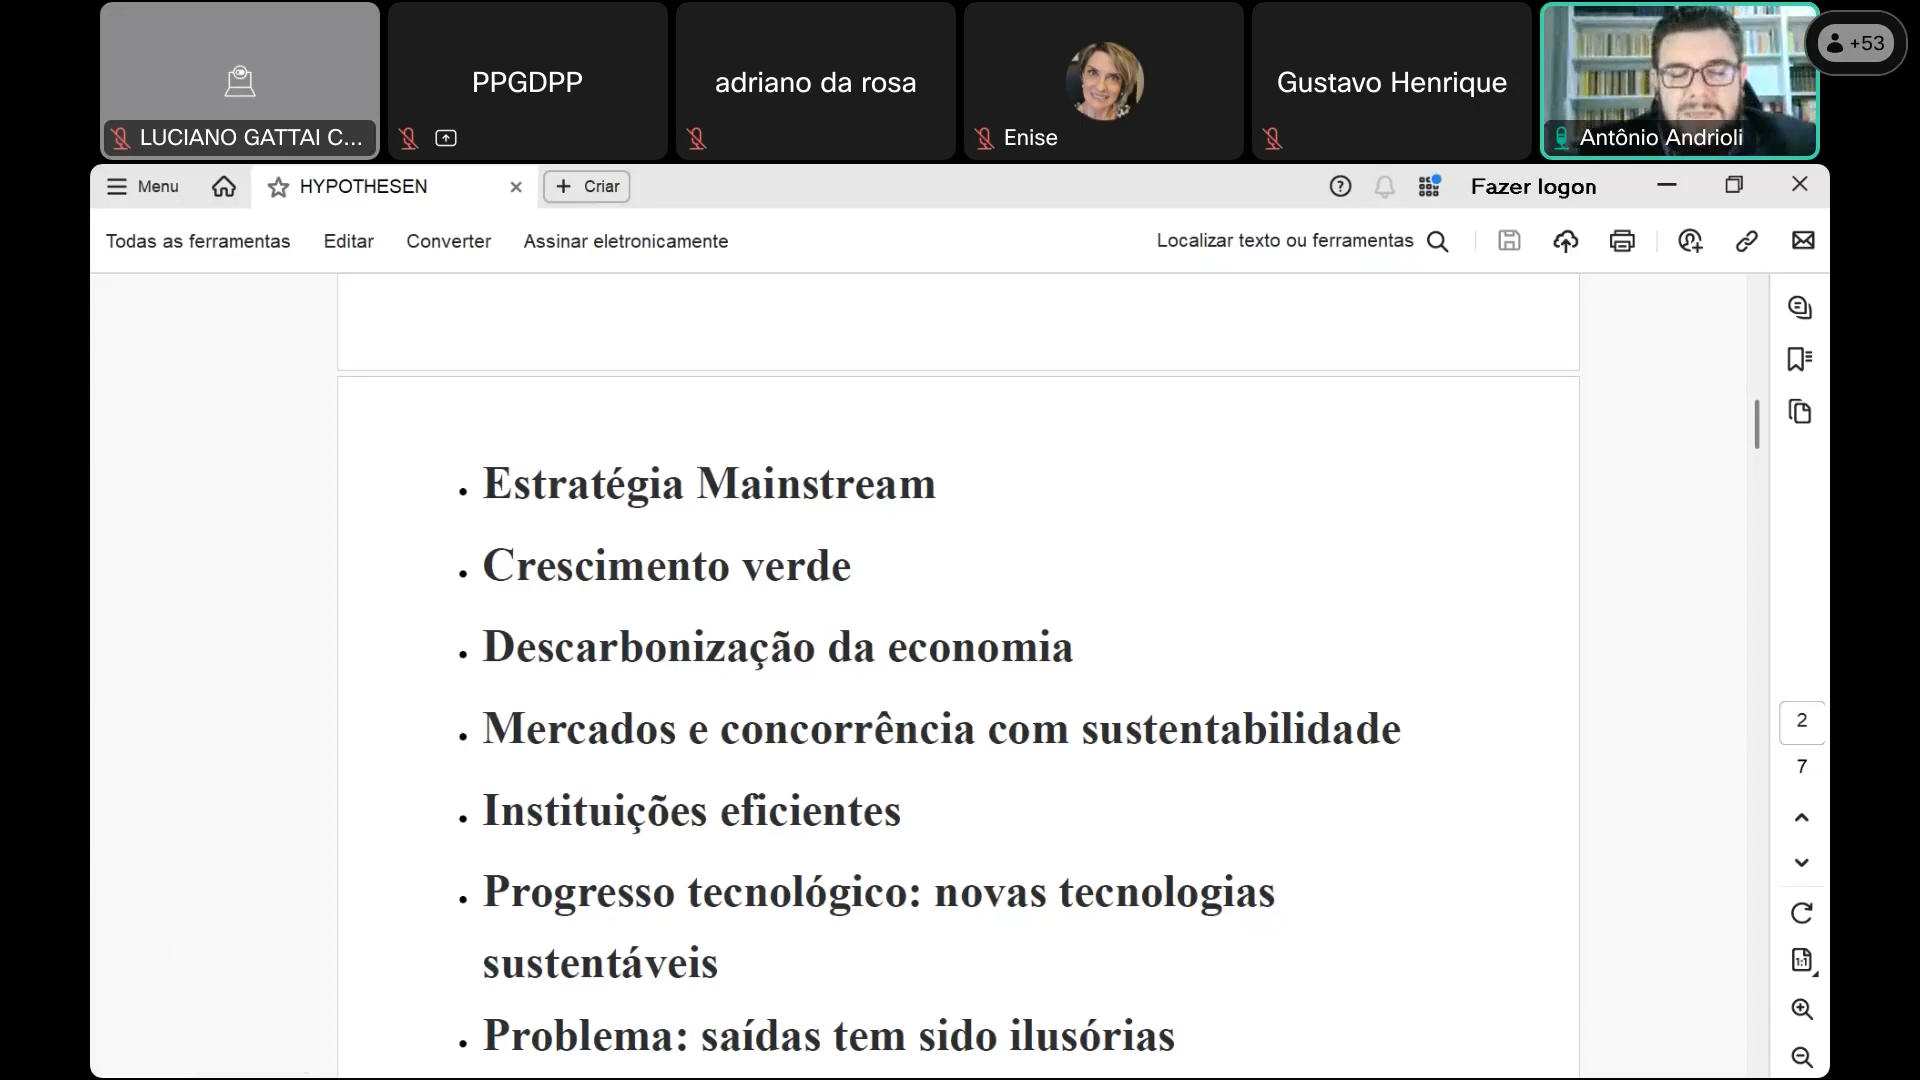 LUCIANO GATTAI C...
PPGDPP
adriano da rosa
Enise
Gustavo Henrique
Antônio Andrioli
+53
Menu
HYPOTHESEN
Criar
Fazer logon
Todas as ferramentas
Editar
Converter
Assinar eletronicamente
Localizar texto ou ferramentas
• Estratégia Mainstream
• Crescimento verde
• Descarbonização da economia
• Mercados e concorrência com sustentabilidade
• Instituições eficientes
• Progresso tecnológico: novas tecnologias
sustentáveis
• Problema: saídas tem sido ilusórias
2
7
1:1